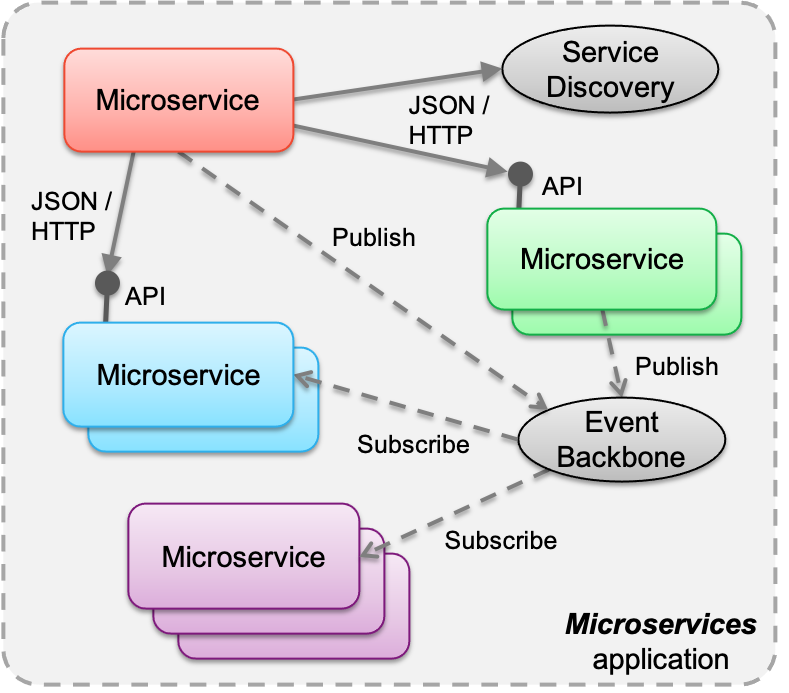 Service
Discovery
Microservice
JSON /
HTTP
API
JSON /
HTTP
Publish
Microservice
API
Publish
Microservice
Event
Backbone
Subscribe
Subscribe
Microservice
Microservices
application